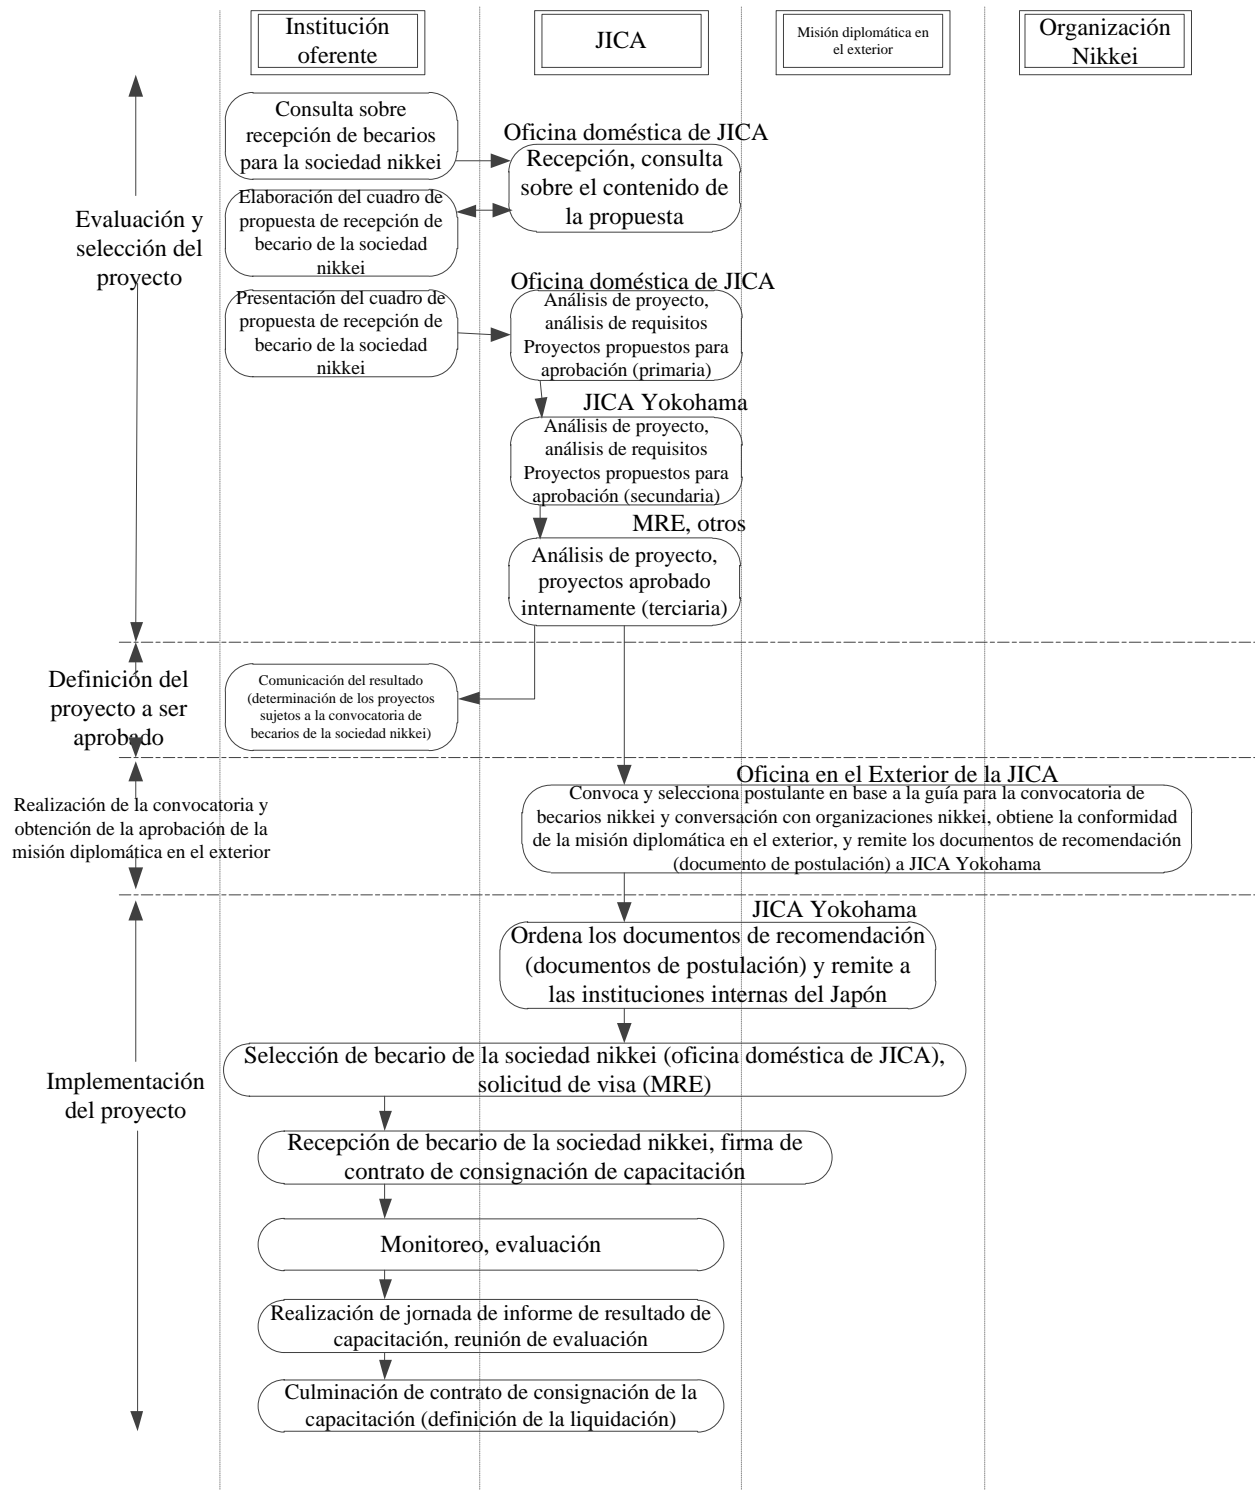 Institución
oferente
JICA
Misión diplomática en
el exterior
Organización
Nikkei
Evaluación y
selección del
proyecto
Consulta sobre
recepción de becarios
para la sociedad nikkei
Oficina doméstica de JICA
Recepción, consulta
sobre el contenido de
la propuesta
Elaboración del cuadro de
propuesta de recepción de
becario de la sociedad
nikkei
Presentación del cuadro de
propuesta de recepción de
becario de la sociedad
nikkei
Oficina doméstica de JICA
Análisis de proyecto,
análisis de requisitos
Proyectos propuestos para
aprobación (primaria)
JICA Yokohama
Análisis de proyecto,
análisis de requisitos
Proyectos propuestos para
aprobación (secundaria)
MRE, otros
Análisis de proyecto,
proyectos aprobado
internamente (terciaria)
Definición del
proyecto a ser
aprobado
Comunicación del resultado
(determinación de los proyectos
sujetos a la convocatoria de
becarios de la sociedad nikkei)
Realización de la convocatoria y
obtención de la aprobación de la
misión diplomática en el exterior
Oficina en el Exterior de la JICA
Convoca y selecciona postulante en base a la guía para la convocatoria de
becarios nikkei y conversación con organizaciones nikkei, obtiene la conformidad
de la misión diplomática en el exterior, y remite los documentos de recomendación
(documento de postulación) a JICA Yokohama
Implementación
del proyecto
JICA Yokohama
Ordena los documentos de recomendación
(documentos de postulación) y remite a
las instituciones internas del Japón
Selección de becario de la sociedad nikkei (oficina doméstica de JICA),
solicitud de visa (MRE)
Recepción de becario de la sociedad nikkei, firma de
contrato de consignación de capacitación
Monitoreo, evaluación
Realización de jornada de informe de resultado de
capacitación, reunión de evaluación
Culminación de contrato de consignación de la
capacitación (definición de la liquidación)